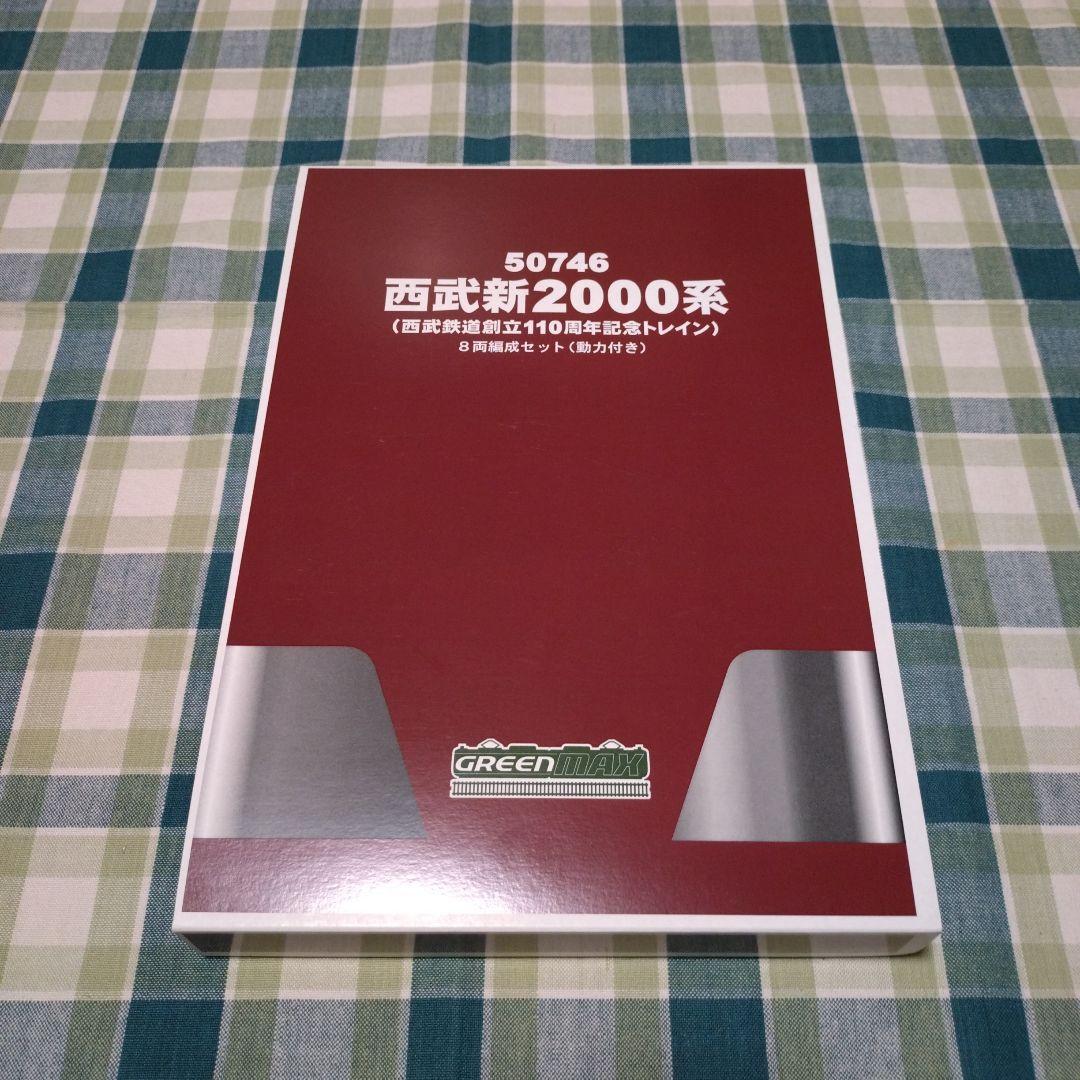 50746
西武新2000系
（西武鉄道創立110周年記念トレイン）
８両編成セット（動力付き）
GREENMAX